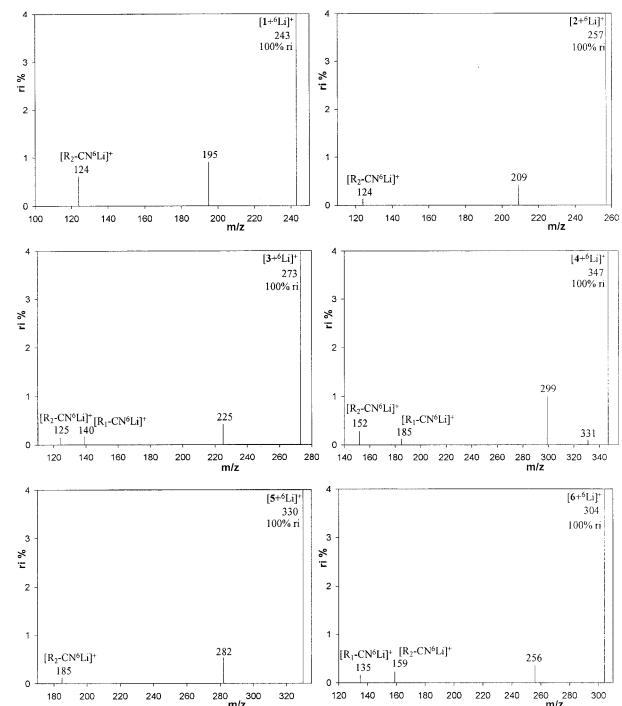 4
3
2
1
0
ri %
[1+⁶Li]⁺
243
100% ri
[R₂-CN⁶Li]⁺
124
195
100 120 140 160 180 200 220 240
m/z
4
3
2
1
0
ri %
[2+⁶Li]⁺
257
100% ri
[R₂-CN⁶Li]⁺
124
209
120 140 160 180 200 220 240 260
m/z
4
3
2
1
0
ri %
[3+⁶Li]⁺
273
100% ri
[R₂-CN⁶Li]⁺ [R₁-CN⁶Li]⁺
125 140
225
120 140 160 180 200 220 240 260 280
m/z
4
3
2
1
0
ri %
[4+⁶Li]⁺
347
100% ri
299
[R₂-CN⁶Li]⁺
152
[R₁-CN⁶Li]⁺
185
331
140 160 180 200 220 240 260 280 300 320 340
m/z
4
3
2
1
0
ri %
[5+⁶Li]⁺
330
100% ri
[R₂-CN⁶Li]⁺
185
282
180 200 220 240 260 280 300 320
m/z
4
3
2
1
0
ri %
[6+⁶Li]⁺
304
100% ri
[R₁-CN⁶Li]⁺ [R₂-CN⁶Li]⁺
135 159
256
120 140 160 180 200 220 240 260 280 300
m/z